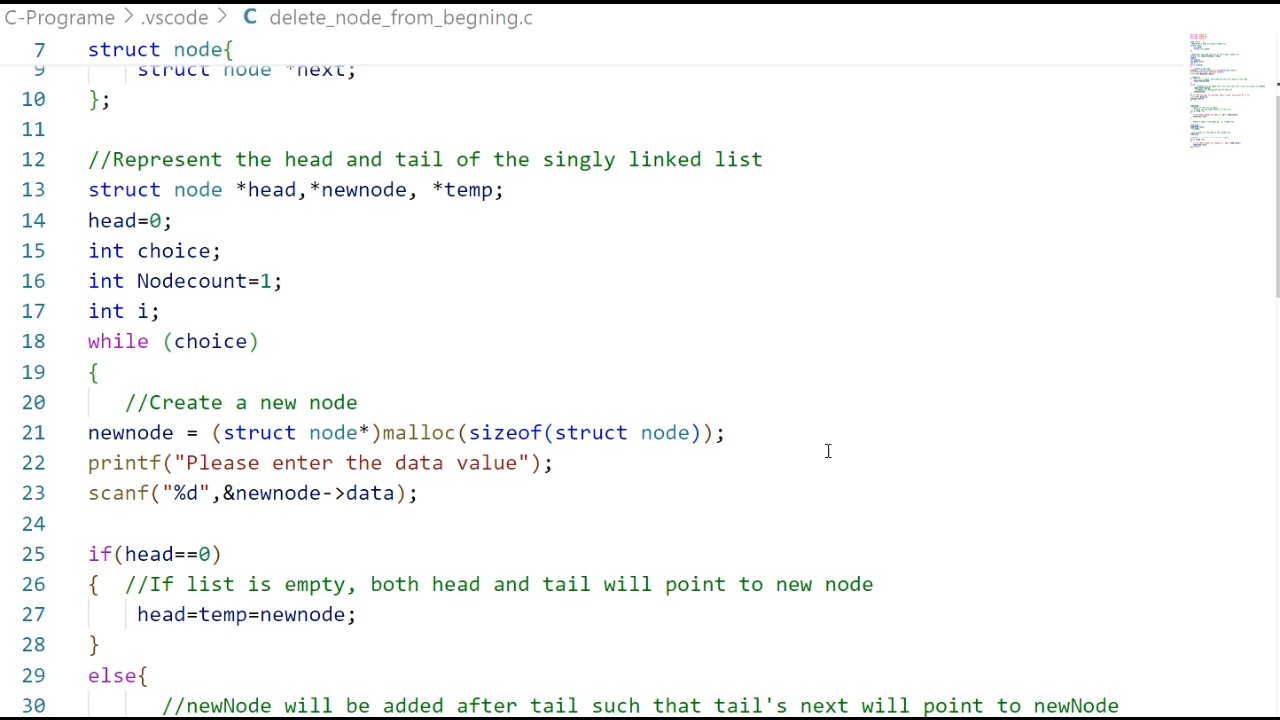 C-Programe > .vscode > C delete_node_from_begning.c
7 struct node{
9 struct node *next;
10 };
11
12 //Represent the head and tail of the singly linked list
13 struct node *head,*newnode, *temp;
14 head=0;
15 int choice;
16 int Nodecount=1;
17 int i;
18 while (choice)
19 {
20 //Create a new node
21 newnode = (struct node*)malloc(sizeof(struct node));
22 printf("Please enter the data value");
23 scanf("%d",&newnode->data);
24
25 if(head==0)
26 { //If list is empty, both head and tail will point to new node
27 head=temp=newnode;
28 }
29 else{
30 //newNode will be added after tail such that tail's next will point to newNode